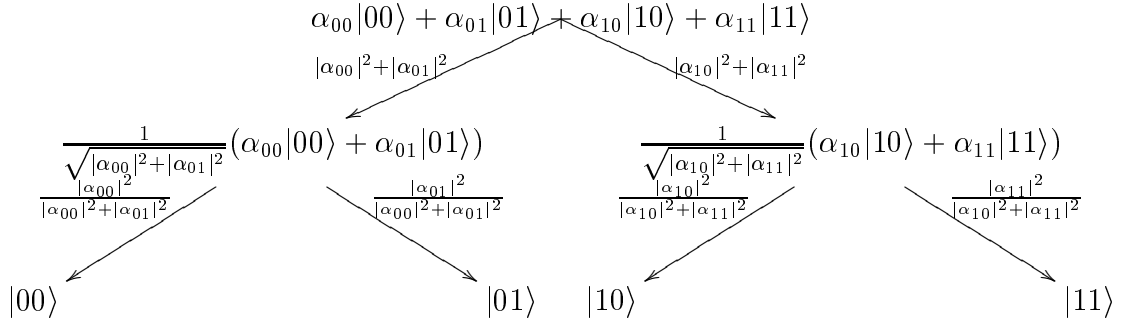 α₀₀|00⟩ + α₀₁|01⟩ + α₁₀|10⟩ + α₁₁|11⟩
|α₀₀|²+|α₀₁|² |α₁₀|²+|α₁₁|²
1/√(|α₀₀|²+|α₀₁|²) (α₀₀|00⟩ + α₀₁|01⟩) 1/√(|α₁₀|²+|α₁₁|²) (α₁₀|10⟩ + α₁₁|11⟩)
|α₀₀|²/(|α₀₀|²+|α₀₁|²) |α₀₁|²/(|α₀₀|²+|α₀₁|²) |α₁₀|²/(|α₁₀|²+|α₁₁|²) |α₁₁|²/(|α₁₀|²+|α₁₁|²)
|00⟩ |01⟩ |10⟩ |11⟩